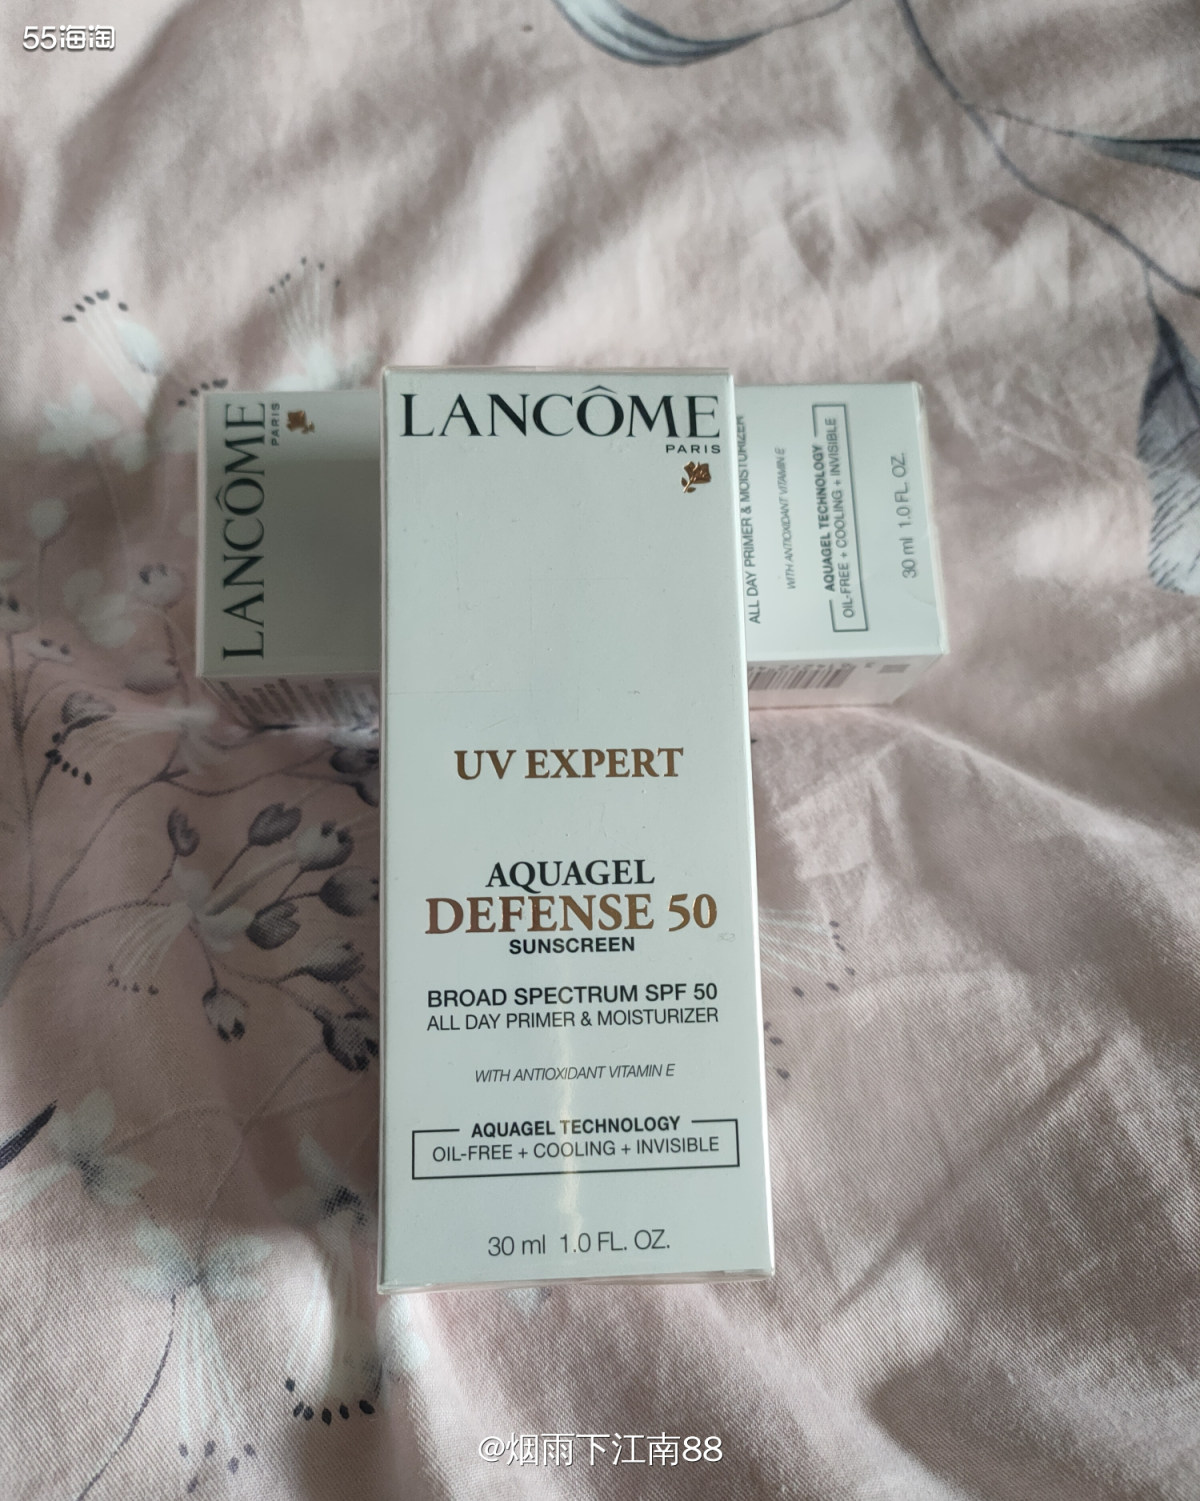 55海淘
LANCÔME
PARIS
LANCÔME
PARIS
UV EXPERT
AQUAGEL
DEFENSE 50
SUNSCREEN
BROAD SPECTRUM SPF 50
ALL DAY PRIMER & MOISTURIZER
WITH ANTIOXIDANT VITAMIN E
AQUAGEL TECHNOLOGY
OIL-FREE + COOLING + INVISIBLE
30 ml 1.0 FL. OZ.
ALL DAY PRIMER & MOISTURIZER
WITH ANTIOXIDANT VITAMIN E
AQUAGEL TECHNOLOGY
OIL-FREE + COOLING + INVISIBLE
30 ml 1.0 FL. OZ.
@烟雨下江南88